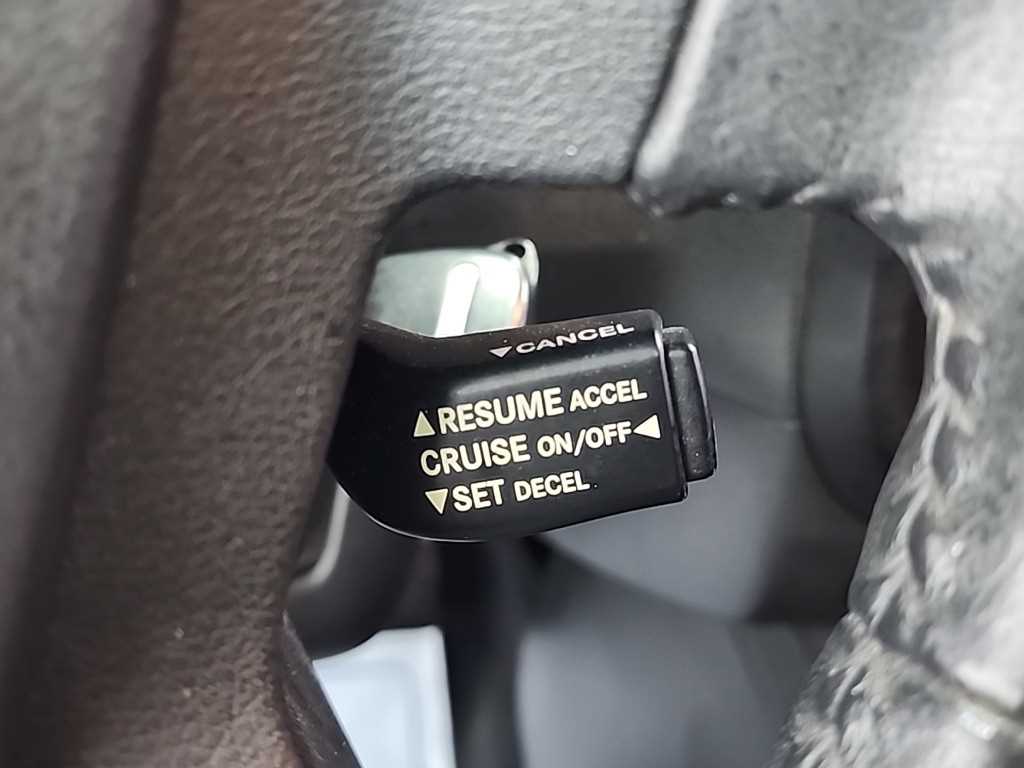 ▼CANCEL
▲RESUME ACCEL
CRUISE ON/OFF◀
▼SET DECEL